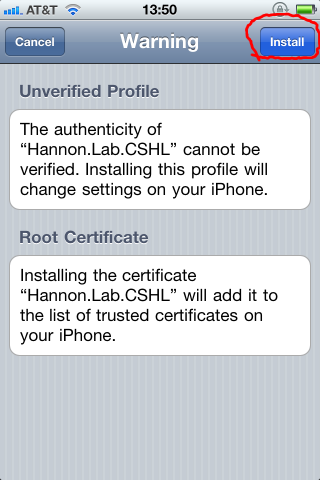 AT&T 13:50
Cancel Warning Install
Unverified Profile
The authenticity of
“Hannon.Lab.CSHL” cannot be
verified. Installing this profile will
change settings on your iPhone.
Root Certificate
Installing the certificate
“Hannon.Lab.CSHL” will add it to
the list of trusted certificates on
your iPhone.